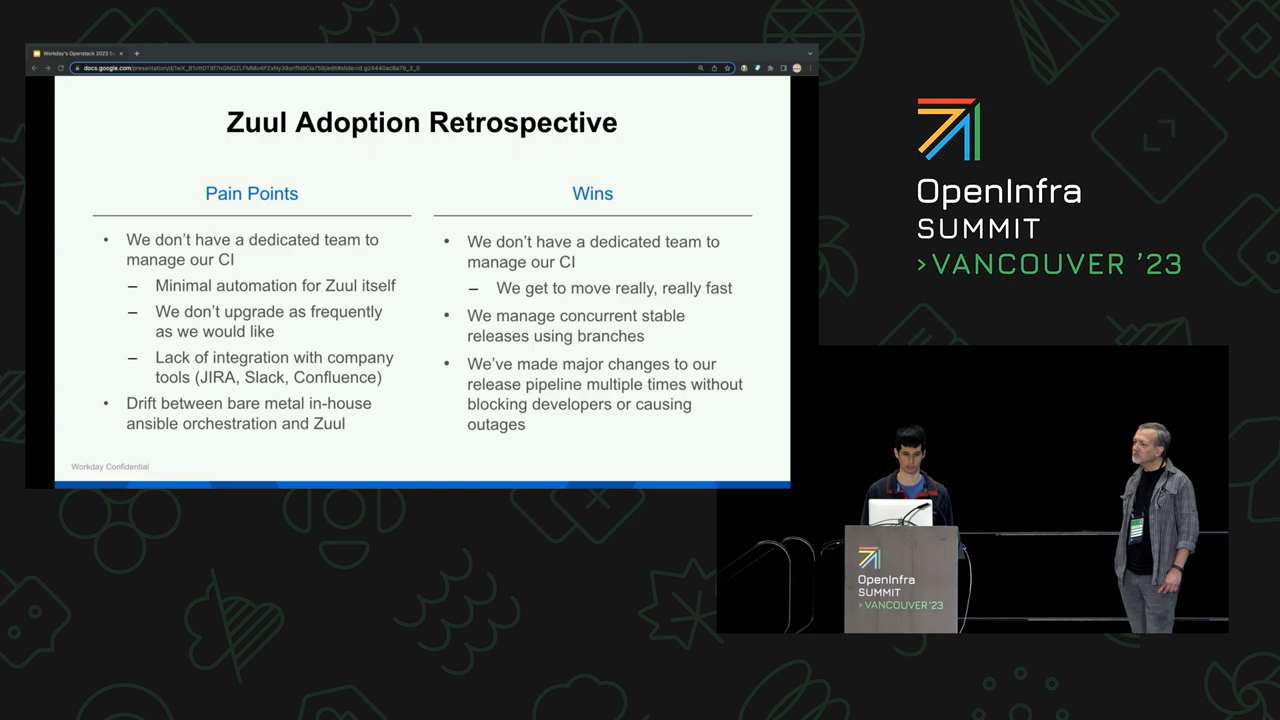 Workday's Openstack 2023 S
Zuul Adoption Retrospective
Pain Points
• We don't have a dedicated team to
manage our CI
– Minimal automation for Zuul itself
– We don't upgrade as frequently
as we would like
– Lack of integration with company
tools (JIRA, Slack, Confluence)
• Drift between bare metal in-house
ansible orchestration and Zuul
Wins
• We don't have a dedicated team to
manage our CI
– We get to move really, really fast
• We manage concurrent stable
releases using branches
• We've made major changes to our
release pipeline multiple times without
blocking developers or causing
outages
Workday Confidential
OpenInfra
SUMMIT
>VANCOUVER '23
OpenInfra
SUMMIT
>VANCOUVER '23